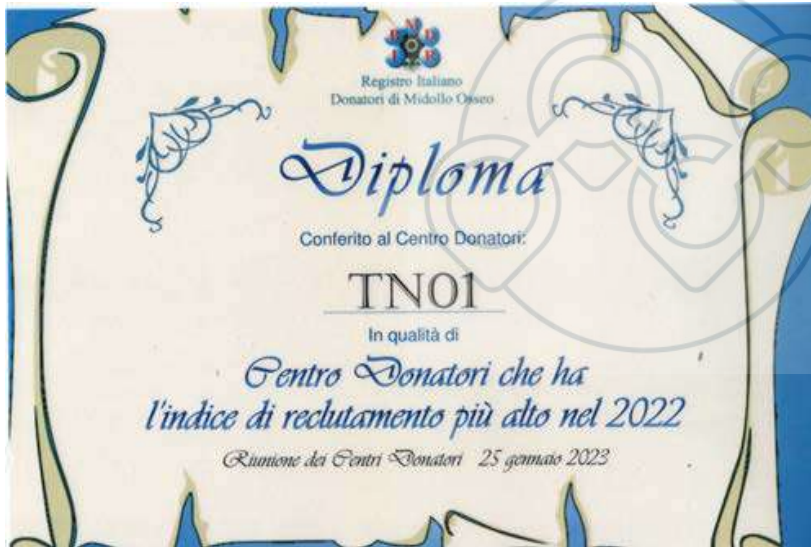 Registro Italiano
Donatori di Midollo Osseo
Diploma
Conferito al Centro Donatori:
TN01
In qualità di
Centro Donatori che ha
l'indice di reclutamento più alto nel 2022
Riunione dei Centri Donatori 25 gennaio 2023